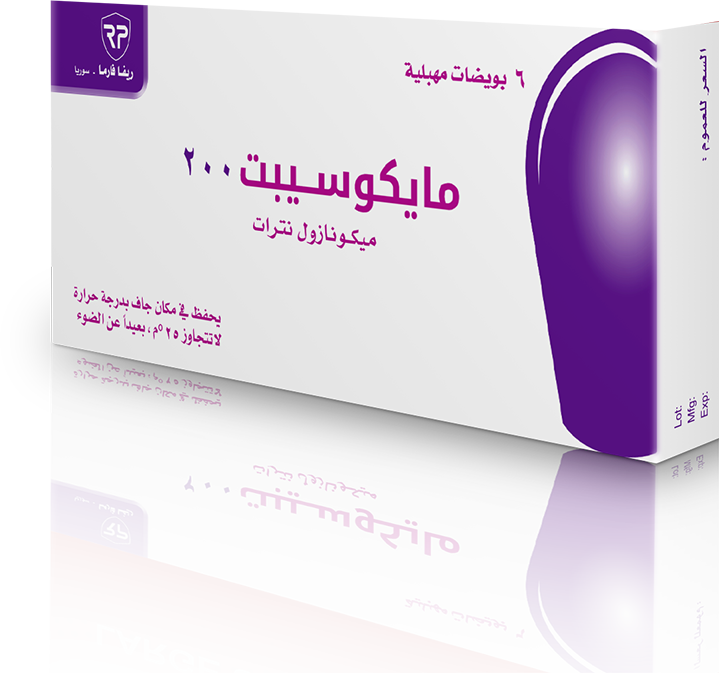 RP
ريفا فارما . سوريا
٦ بويضات مهبلية
مايكوسيبت ٢٠٠
ميكونازول نترات
يحفظ في مكان جاف بدرجة حرارة
لاتتجاوز ٢٥ °م ، بعيداً عن الضوء
السعر للعموم :
Lot:
Mfg:
Exp: